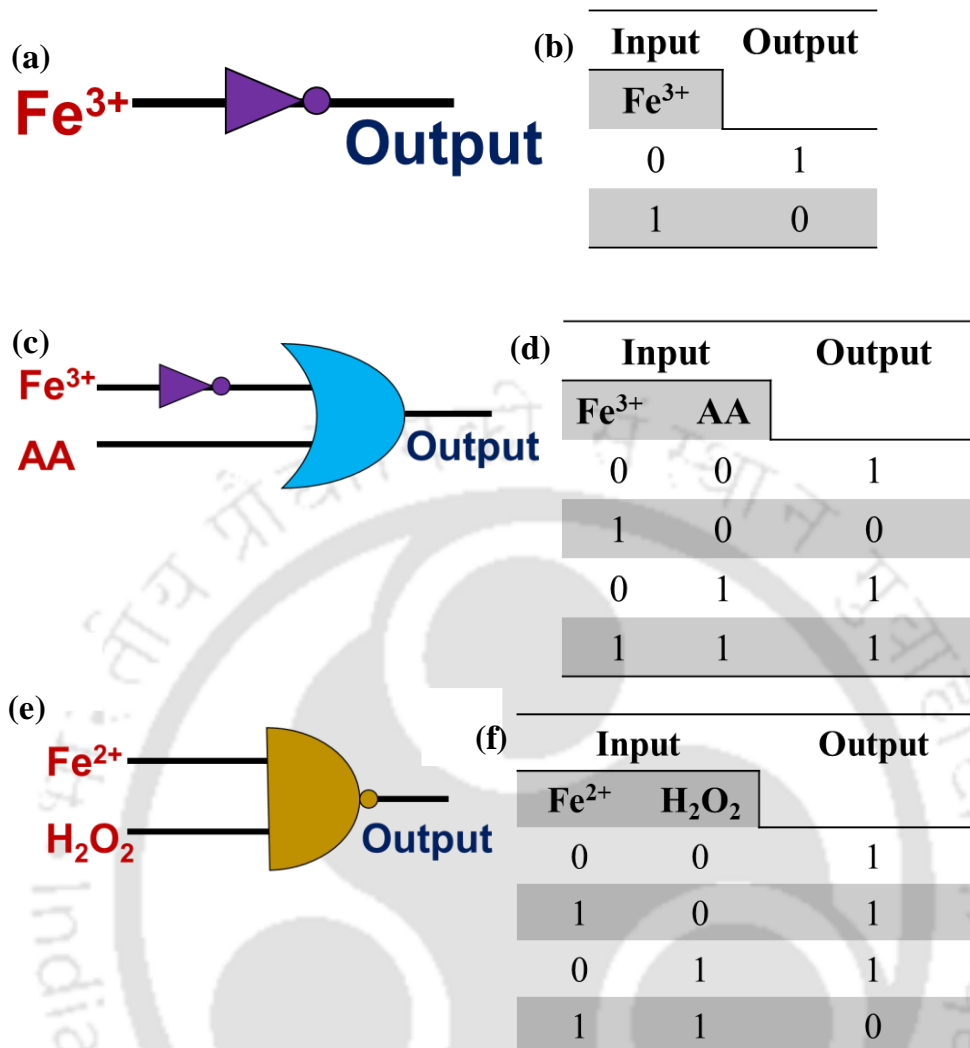 (a)
Fe³⁺
Output
(b)
Input Output
Fe³⁺
0 1
1 0
(c)
Fe³⁺
AA
Output
(d)
Input Output
Fe³⁺ AA
0 0 1
1 0 0
0 1 1
1 1 1
(e)
Fe²⁺
H₂O₂
Output
(f)
Input Output
Fe²⁺ H₂O₂
0 0 1
1 0 1
0 1 1
1 1 0